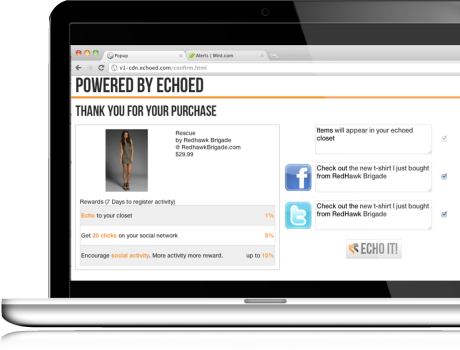 Popup
Alerts | Mint.com
v1-cdn.echoed.com/confirm.html
POWERED BY ECHOED
THANK YOU FOR YOUR PURCHASE
Rescue
by Redhawk Brigade
@ RedhawkBrigade.com
$29.99
Rewards (7 Days to register activity)
Echo to your closet 1%
Get 20 clicks on your social network 5%
Encourage social activity. More activity more reward. up to 10%
Items will appear in your echoed
closet
Check out the new t-shirt I just bought
from RedHawk Brigade
Check out the new t-shirt I just bought
from RedHawk Brigade
ECHO IT!